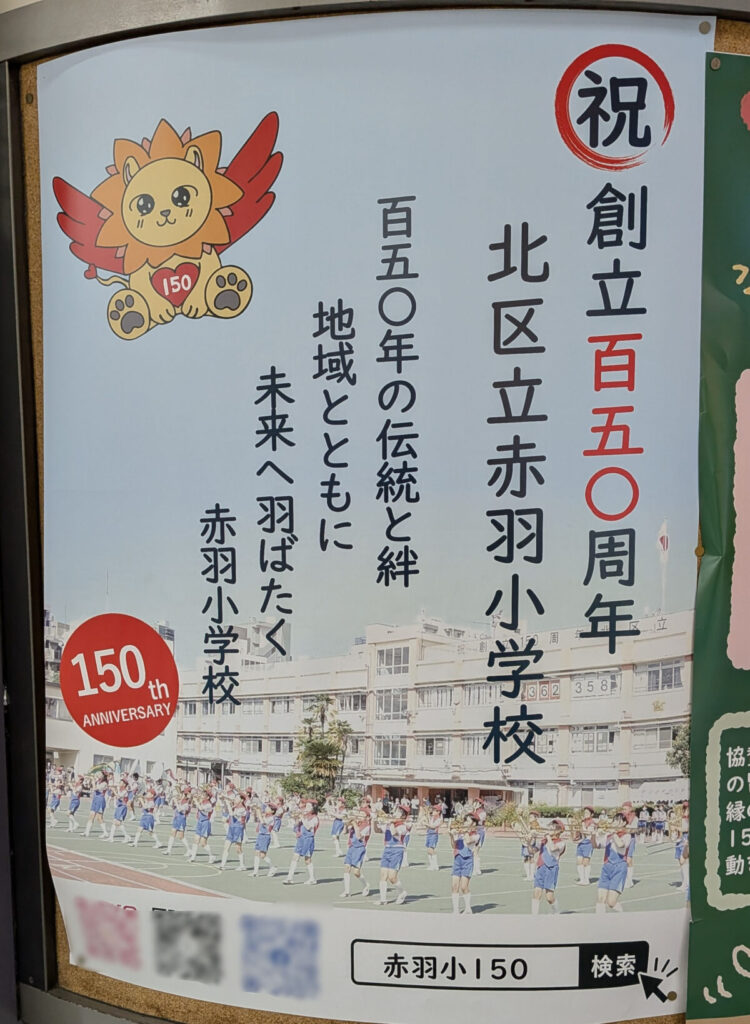 祝
創立百五〇周年
北区立赤羽小学校
百五〇年の伝統と絆
地域とともに
未来へ羽ばたく
赤羽小学校
150
150th
ANNIVERSARY
362
358
赤羽小150
検索